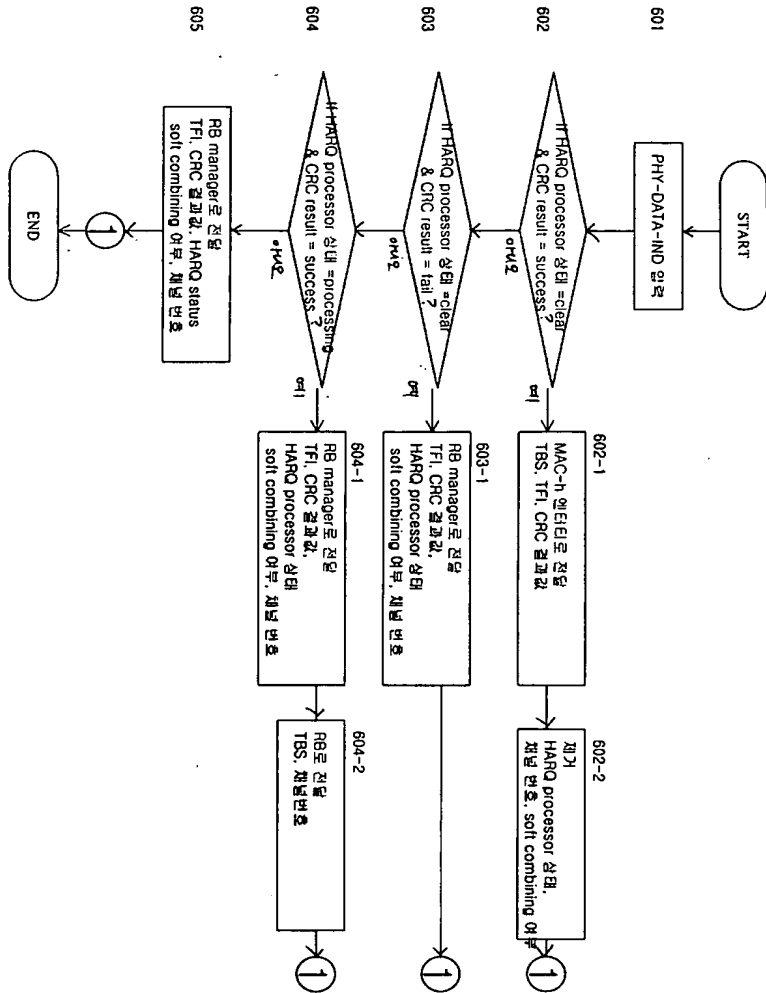 START
601
PHY-DATA-IND 입력
602
If HARQ processor 상태 =clear
& CRC result = success ?
예
아니오
602-1
MAC-h 엔터티로 전달
TBS, TFI, CRC 결과값
602-2
제거
HARQ processor 상태,
채널 번호, soft combining 여부
1
603
If HARQ processor 상태 =clear
& CRC result = fail ?
예
아니오
603-1
RB manager로 전달
TFI, CRC 결과값,
HARQ processor 상태
soft combining 여부, 채널 번호
1
604
If HARQ processor 상태 =processing
& CRC result = success ?
예
아니오
604-1
RB manager로 전달
TFI, CRC 결과값,
HARQ processor 상태
soft combining 여부, 채널 번호
604-2
RB로 전달
TBS, 채널번호
1
605
RB manager로 전달
TFI, CRC 결과값, HARQ status
soft combining 여부, 채널 번호
1
END